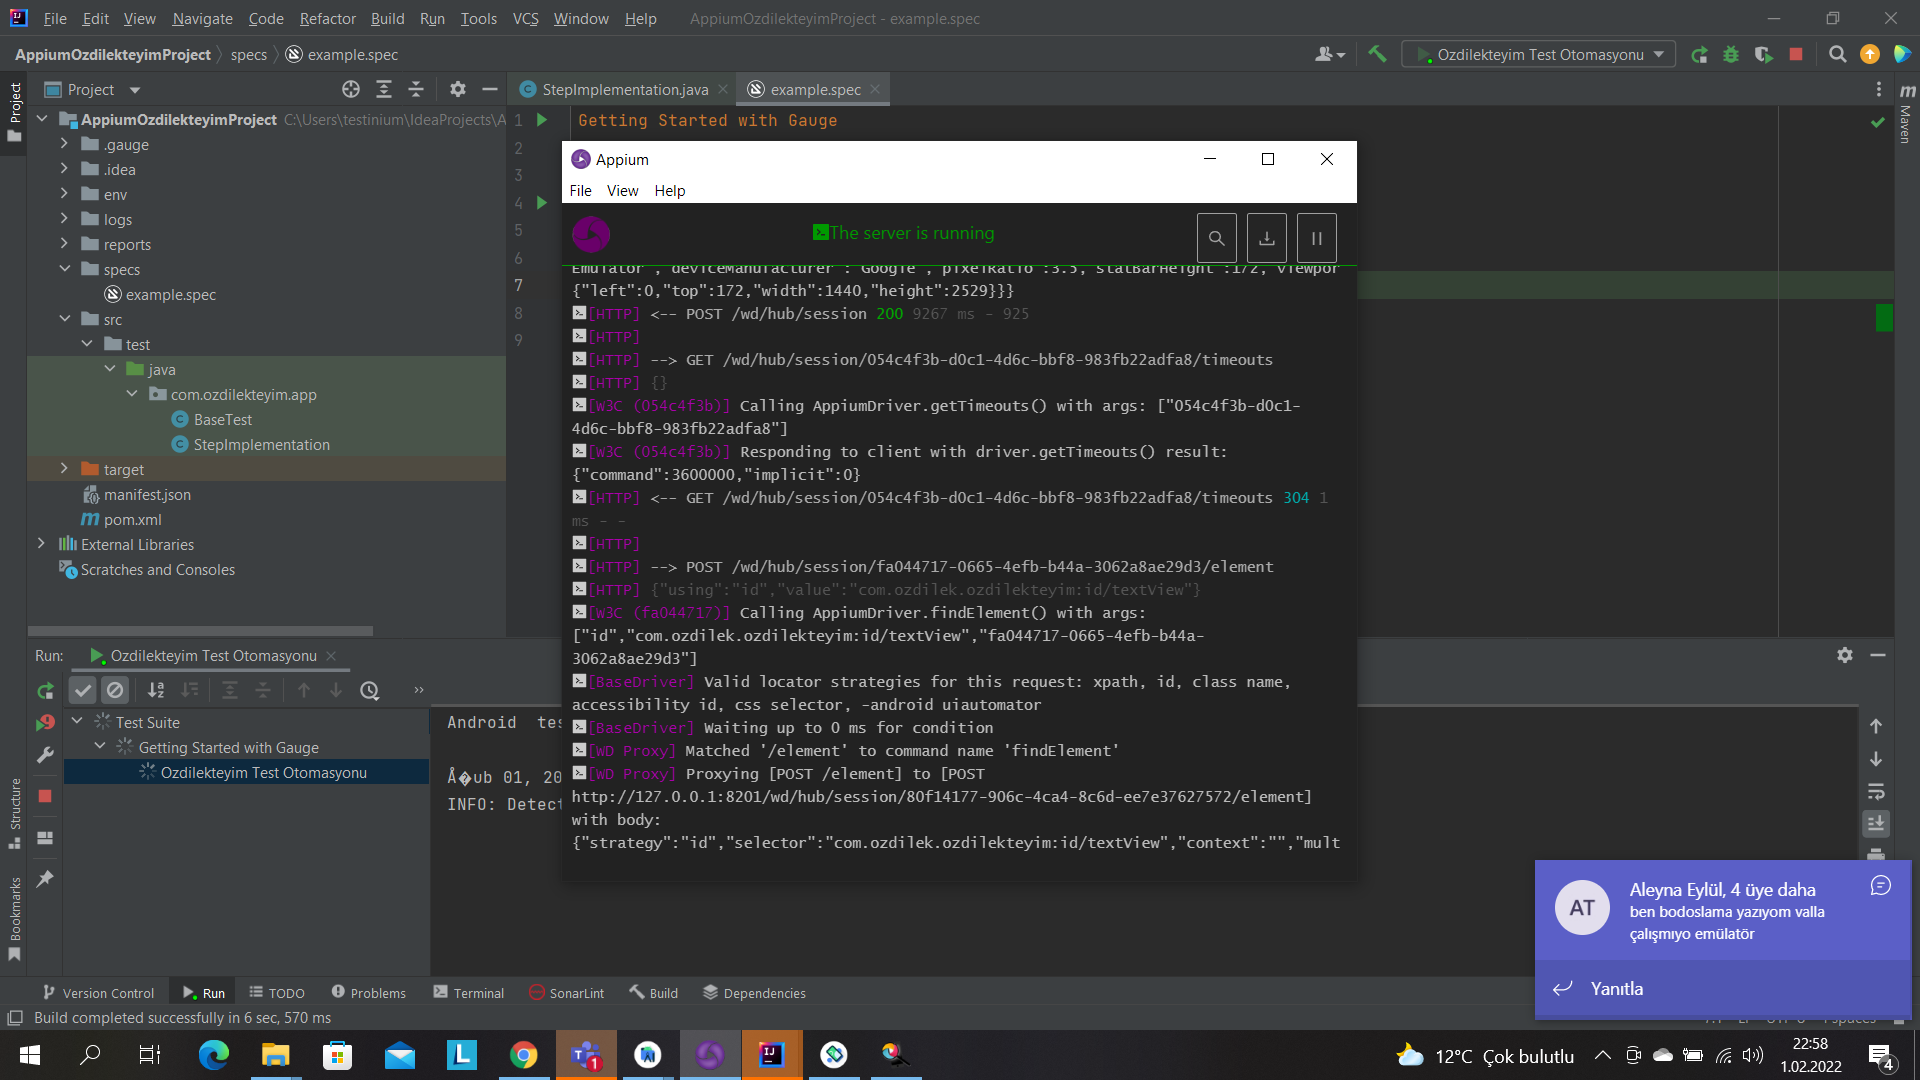 File Edit View Navigate Code Refactor Build Run Tools VCS Window Help AppiumOzdilekteyimProject - example.spec
AppiumOzdilekteyimProject specs example.spec
Ozdilekteyim Test Otomasyonu
Project
StepImplementation.java
example.spec
Project
Maven
AppiumOzdilekteyimProject C:\Users\testinium\IdeaProjects\A
.gauge
.idea
env
logs
reports
specs
example.spec
src
test
java
com.ozdilekteyim.app
BaseTest
StepImplementation
target
manifest.json
pom.xml
External Libraries
Scratches and Consoles
1 Getting Started with Gauge
2
3
4
5
6
7
8
9
Appium
File View Help
The server is running
Emulator","deviceManufacturer":"Google","pixelRatio":3.5,"statBarHeight":172,"viewpor
{"left":0,"top":172,"width":1440,"height":2529}}}
[HTTP] <-- POST /wd/hub/session 200 9267 ms - 925
[HTTP]
[HTTP] --> GET /wd/hub/session/054c4f3b-d0c1-4d6c-bbf8-983fb22adfa8/timeouts
[HTTP] {}
[W3C (054c4f3b)] Calling AppiumDriver.getTimeouts() with args: ["054c4f3b-d0c1-
4d6c-bbf8-983fb22adfa8"]
[W3C (054c4f3b)] Responding to client with driver.getTimeouts() result:
{"command":3600000,"implicit":0}
[HTTP] <-- GET /wd/hub/session/054c4f3b-d0c1-4d6c-bbf8-983fb22adfa8/timeouts 304 1
ms - -
[HTTP]
[HTTP] --> POST /wd/hub/session/fa044717-0665-4efb-b44a-3062a8ae29d3/element
[HTTP] {"using":"id","value":"com.ozdilek.ozdilekteyim:id/textView"}
[W3C (fa044717)] Calling AppiumDriver.findElement() with args:
["id","com.ozdilek.ozdilekteyim:id/textView","fa044717-0665-4efb-b44a-
3062a8ae29d3"]
[BaseDriver] Valid locator strategies for this request: xpath, id, class name,
accessibility id, css selector, -android uiautomator
[BaseDriver] Waiting up to 0 ms for condition
[WD Proxy] Matched '/element' to command name 'findElement'
[WD Proxy] Proxying [POST /element] to [POST
http://127.0.0.1:8201/wd/hub/session/80f14177-906c-4ca4-8c6d-ee7e37627572/element]
with body:
{"strategy":"id","selector":"com.ozdilek.ozdilekteyim:id/textView","context":"","mult
Run: Ozdilekteyim Test Otomasyonu
Test Suite
Getting Started with Gauge
Ozdilekteyim Test Otomasyonu
Android tes
Å�ub 01, 20
INFO: Detect
Structure
Bookmarks
Aleyna Eylül, 4 üye daha
AT
ben bodoslama yazıyom valla
çalışmıyo emülatör
Yanıtla
Version Control Run TODO Problems Terminal SonarLint Build Dependencies
Build completed successfully in 6 sec, 570 ms
1
12°C Çok bulutlu
22:58
1.02.2022
4